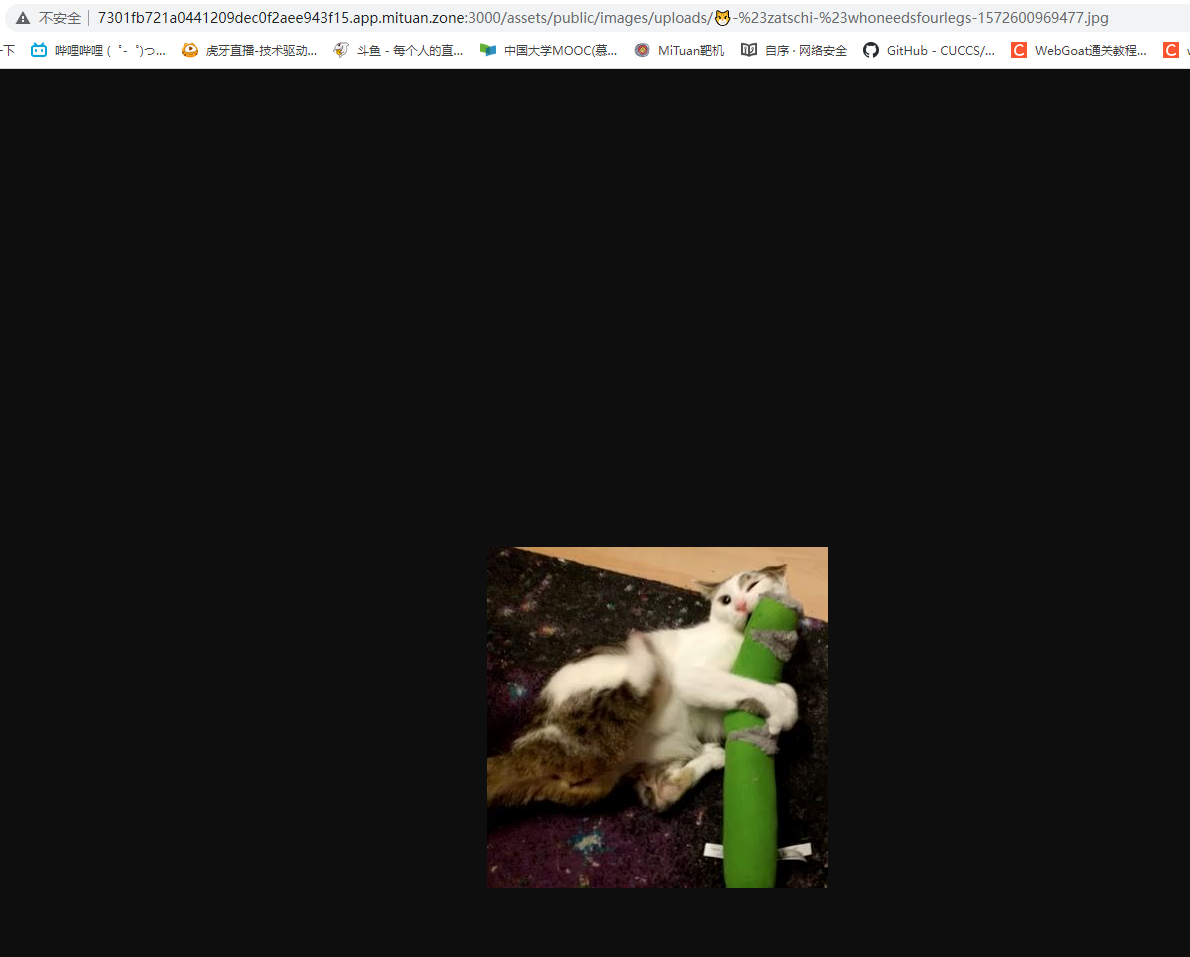 不安全 7301fb721a0441209dec0f2aee943f15.app.mituan.zone:3000/assets/public/images/uploads/😼-%23zatschi-%23whoneedsfourlegs-1572600969477.jpg
下 哔哩哔哩 ( ゜- ゜)つ... 虎牙直播-技术驱动... 斗鱼 - 每个人的直... 中国大学MOOC(慕... MiTuan靶机 自序 · 网络安全 GitHub - CUCCS/... WebGoat通关教程...